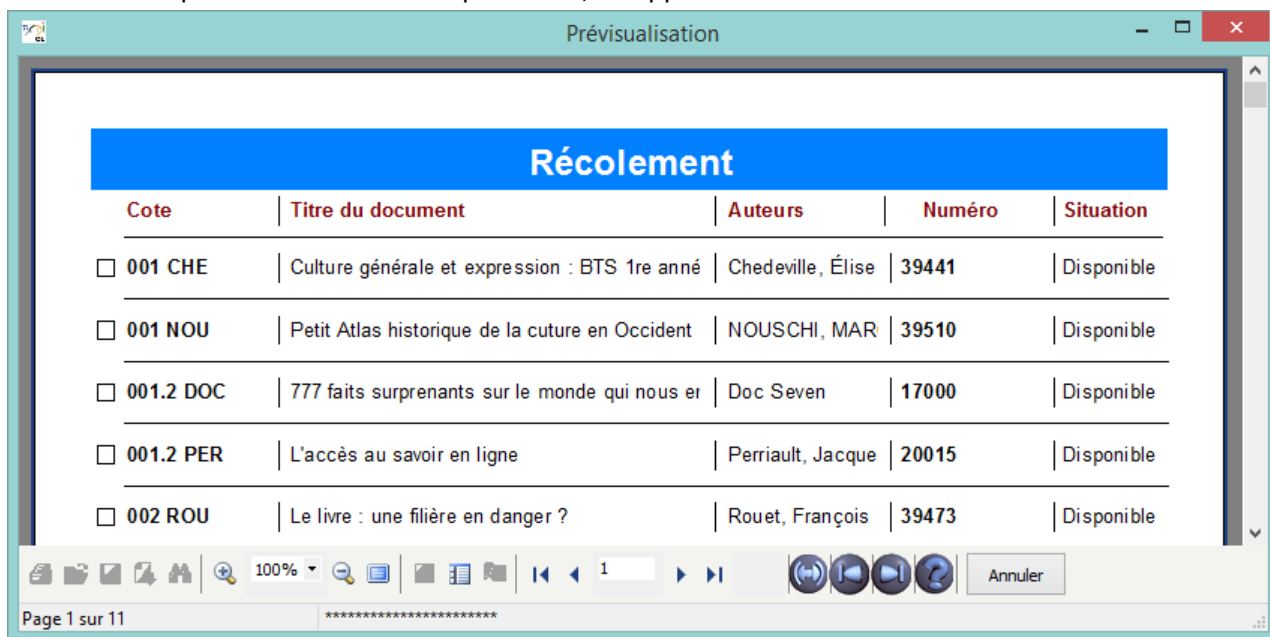 Prévisualisation
Récolement
Cote Titre du document Auteurs Numéro Situation
001 CHE Culture générale et expression : BTS 1re anné Chedeville, Élise 39441 Disponible
001 NOU Petit Atlas historique de la cuture en Occident NOUSCHI, MAR 39510 Disponible
001.2 DOC 777 faits surprenants sur le monde qui nous er Doc Seven 17000 Disponible
001.2 PER L'accès au savoir en ligne Perriault, Jacque 20015 Disponible
002 ROU Le livre : une filière en danger ? Rouet, François 39473 Disponible
100% 1 Annuler
Page 1 sur 11 ***********************